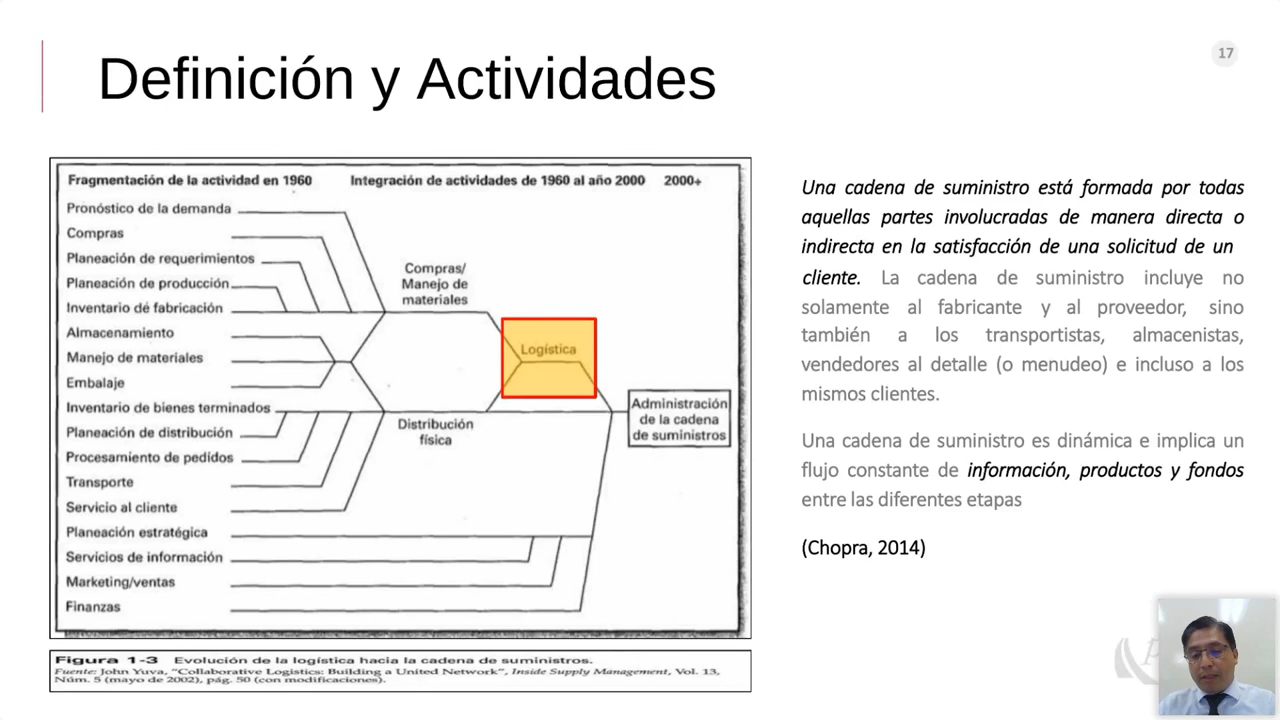 Definición y Actividades
17
Fragmentación de la actividad en 1960
Integración de actividades de 1960 al año 2000
2000+
Pronóstico de la demanda
Compras
Planeación de requerimientos
Planeación de producción
Inventario de fabricación
Almacenamiento
Manejo de materiales
Embalaje
Inventario de bienes terminados
Planeación de distribución
Procesamiento de pedidos
Transporte
Servicio al cliente
Planeación estratégica
Servicios de información
Marketing/ventas
Finanzas
Compras/
Manejo de
materiales
Logística
Distribución
física
Administración
de la cadena
de suministros
Figura 1-3 Evolución de la logística hacia la cadena de suministros.
Fuente: John Yuva, "Collaborative Logistics: Building a United Network", Inside Supply Management, Vol. 13,
Núm. 5 (mayo de 2002), pág. 50 (con modificaciones).
Una cadena de suministro está formada por todas
aquellas partes involucradas de manera directa o
indirecta en la satisfacción de una solicitud de un
cliente. La cadena de suministro incluye no
solamente al fabricante y al proveedor, sino
también a los transportistas, almacenistas,
vendedores al detalle (o menudeo) e incluso a los
mismos clientes.
Una cadena de suministro es dinámica e implica un
flujo constante de información, productos y fondos
entre las diferentes etapas
(Chopra, 2014)